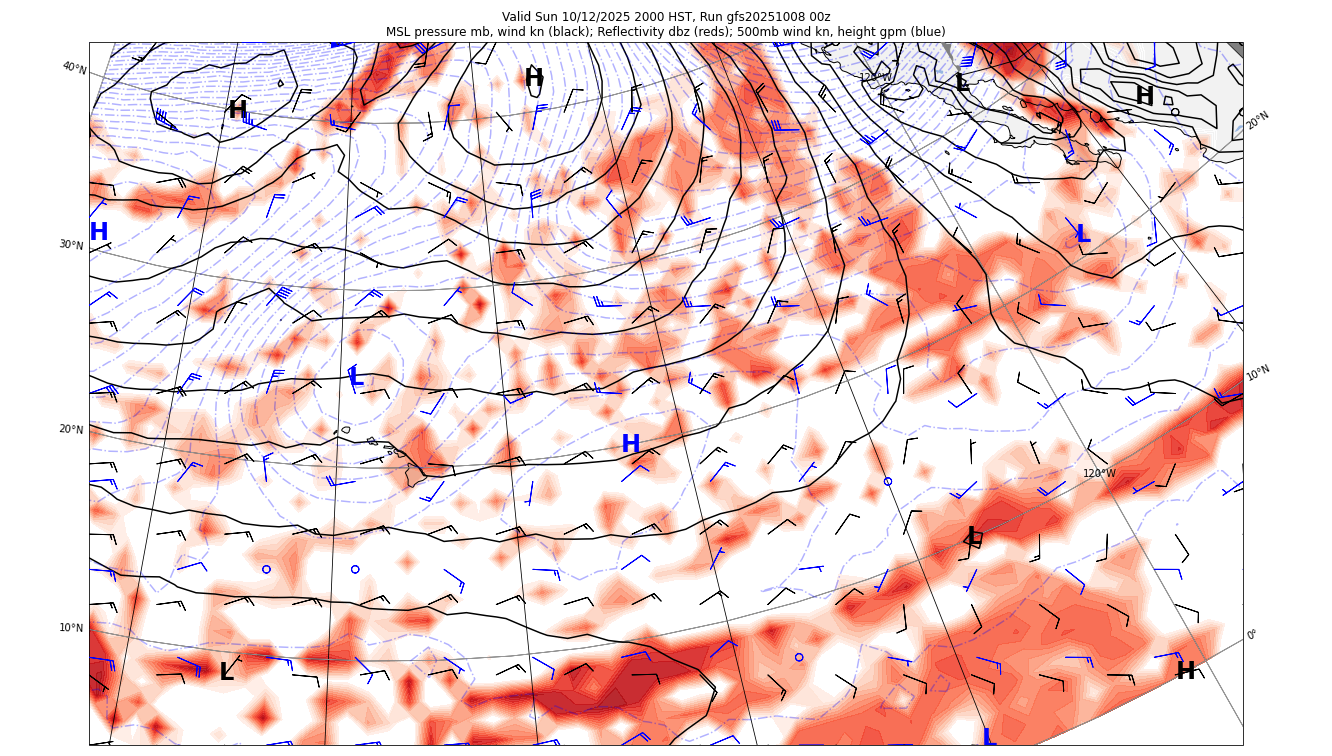 Valid Sun 10/12/2025 2000 HST, Run gfs20251008 00z
MSL pressure mb, wind kn (black); Reflectivity dbz (reds); 500mb wind kn, height gpm (blue)
40°N
120°W
20°N
H
H
L
H
H
30°N
L
L
10°N
20°N
H
120°W
L
10°N
0°
L
H
L